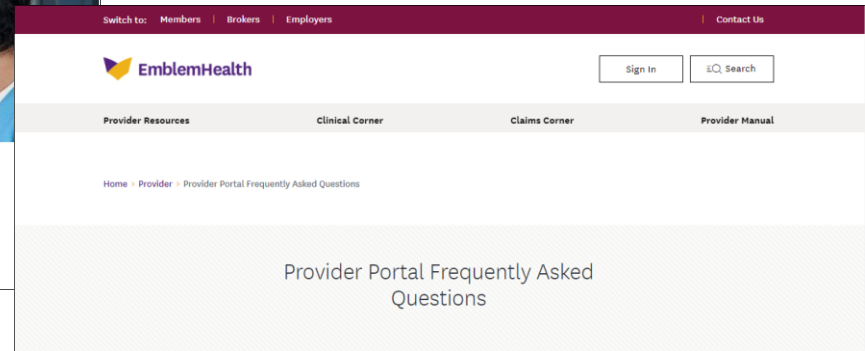 Switch to: Members | Brokers | Employers | Contact Us
EmblemHealth
Sign In
Search
Provider Resources Clinical Corner Claims Corner Provider Manual
Home > Provider > Provider Portal Frequently Asked Questions
Provider Portal Frequently Asked
Questions